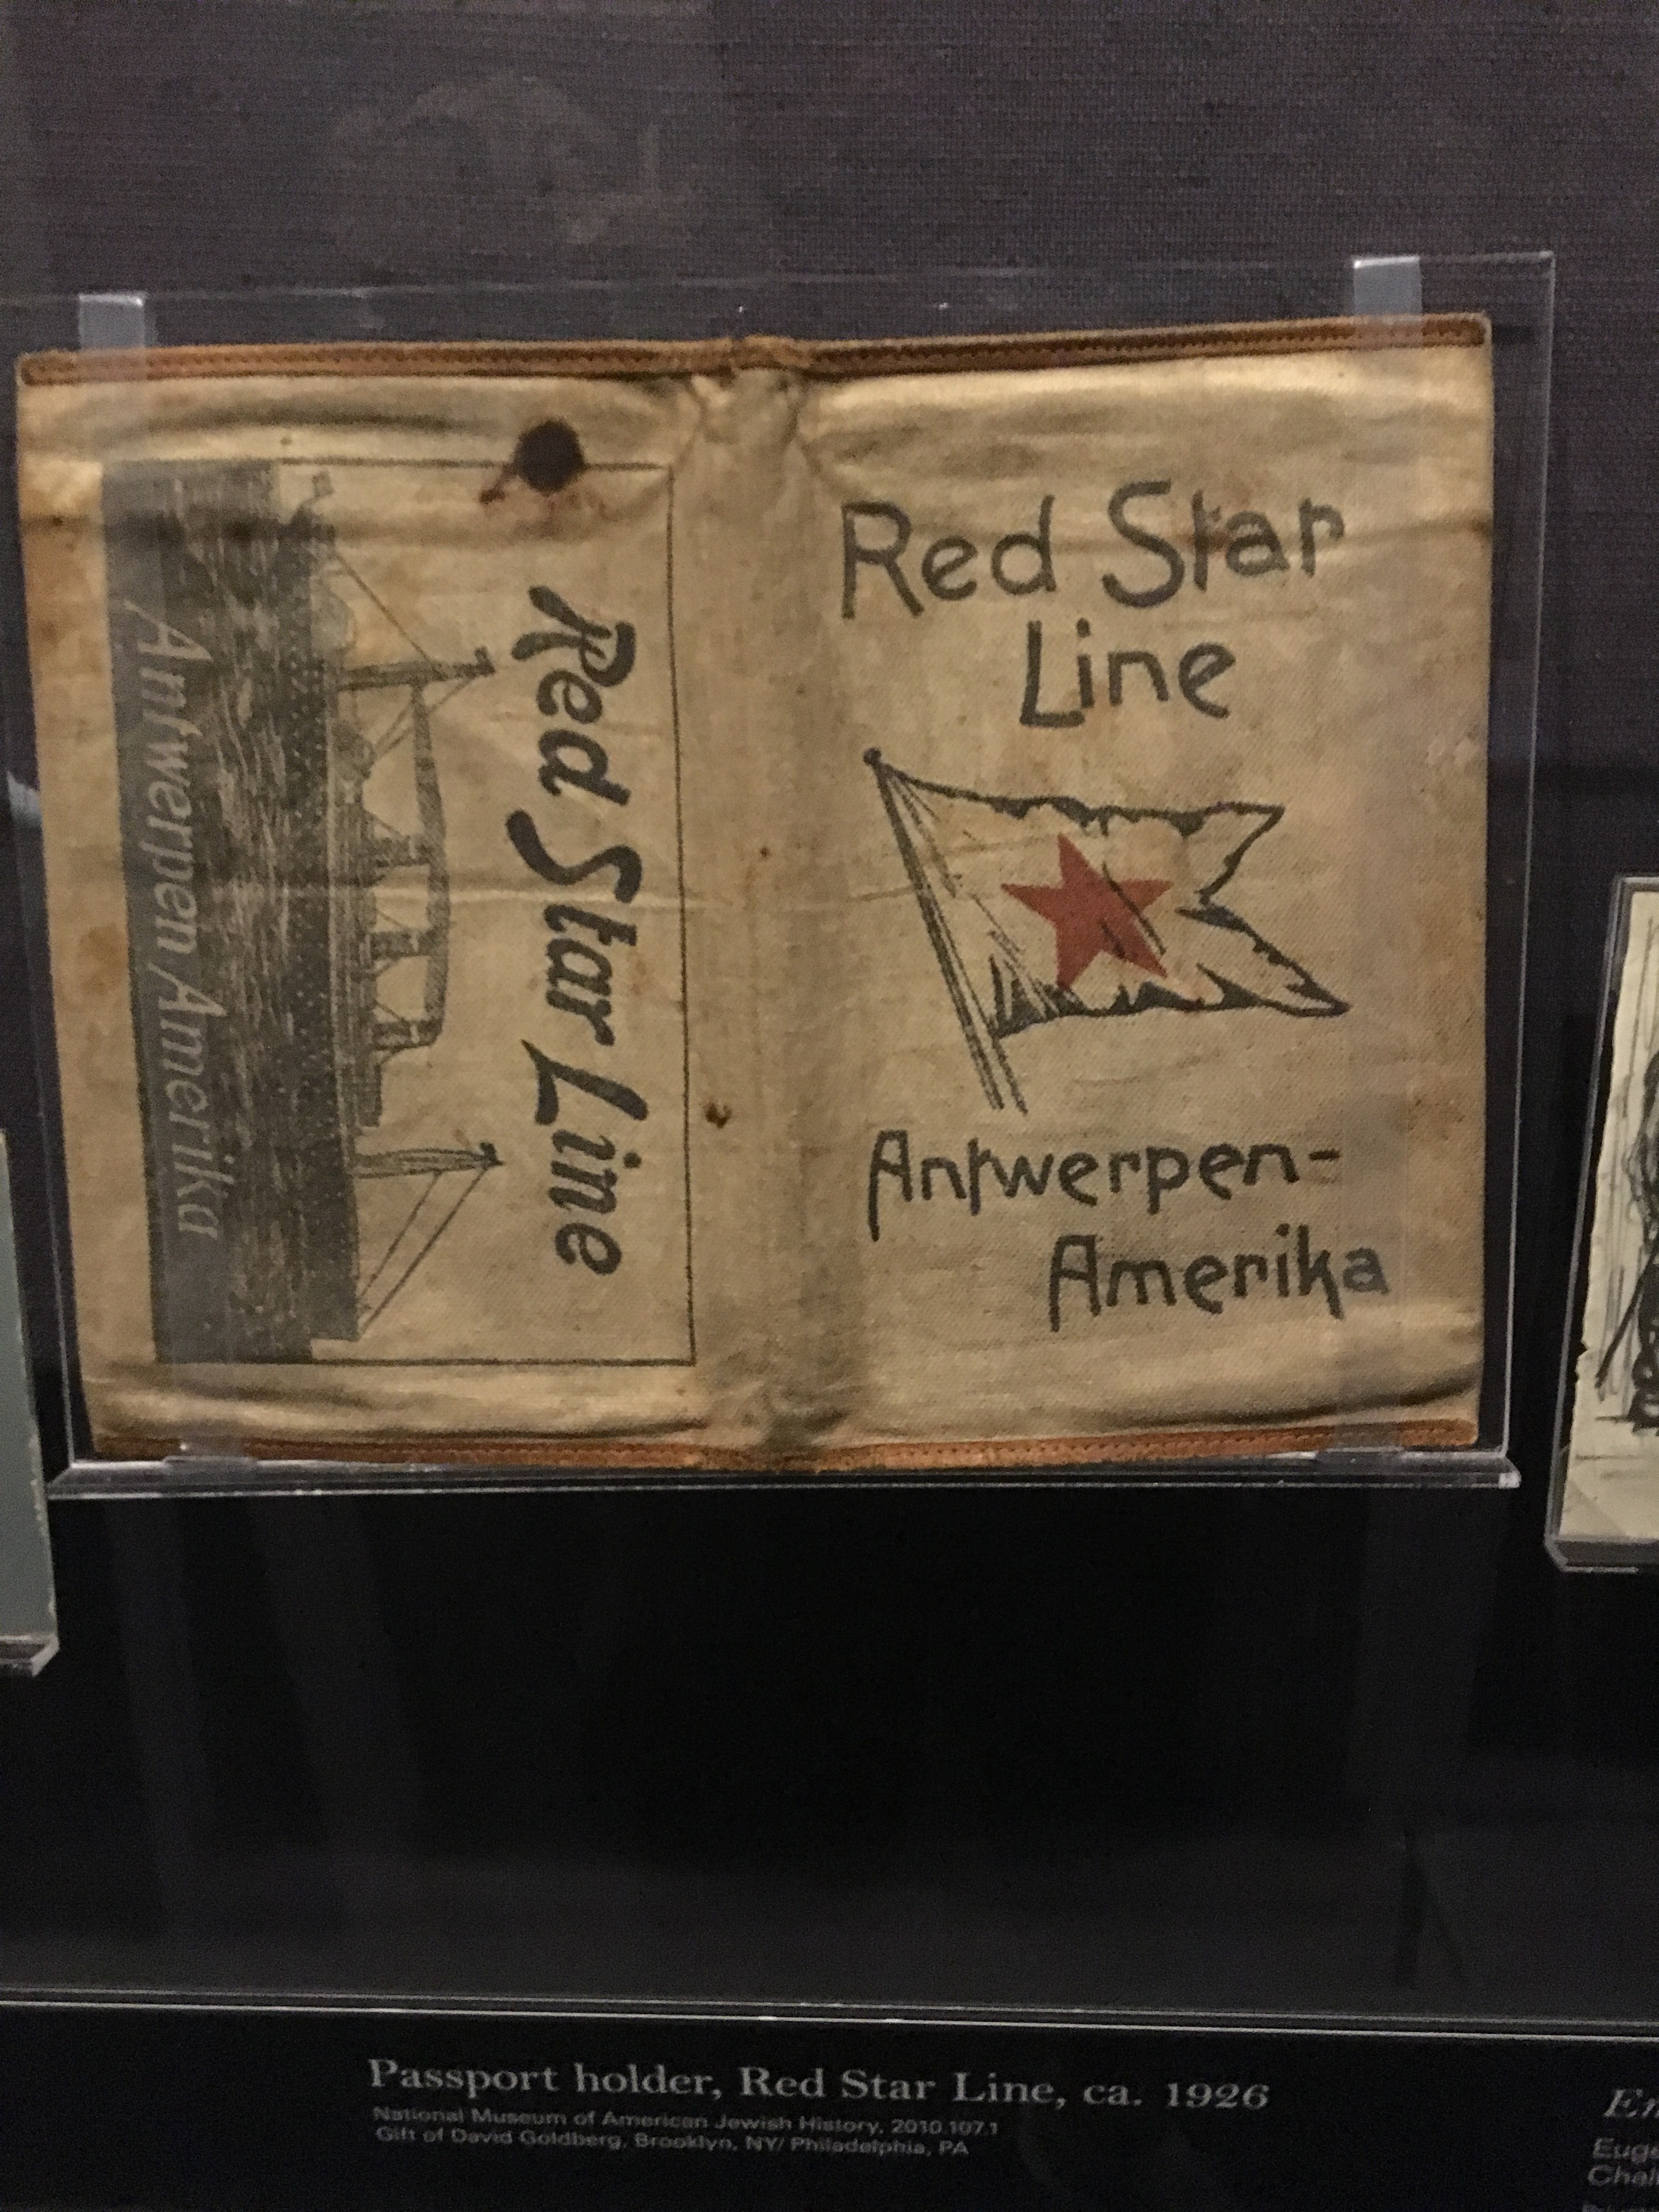 Red Star Line
Antwerpen Amerika
Red Star
Line
Antwerpen-
Amerika
Passport holder, Red Star Line, ca. 1926
National Museum of American Jewish History, 2010.107.1
Gift of David Goldberg, Brooklyn, NY/ Philadelphia, PA